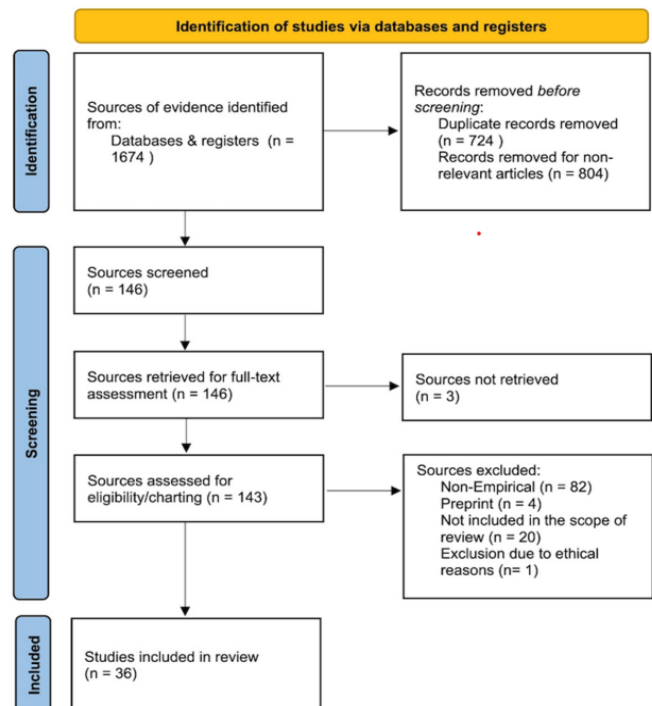 Identification of studies via databases and registers
Identification
Sources of evidence identified
from:
Databases & registers (n =
1674 )
Records removed before
screening:
Duplicate records removed
(n = 724 )
Records removed for non-
relevant articles (n = 804)
Screening
Sources screened
(n = 146)
Sources retrieved for full-text
assessment (n = 146)
Sources not retrieved
(n = 3)
Sources assessed for
eligibility/charting (n = 143)
Sources excluded:
Non-Empirical (n = 82)
Preprint (n = 4)
Not included in the scope of
review (n = 20)
Exclusion due to ethical
reasons (n= 1)
Included
Studies included in review
(n = 36)